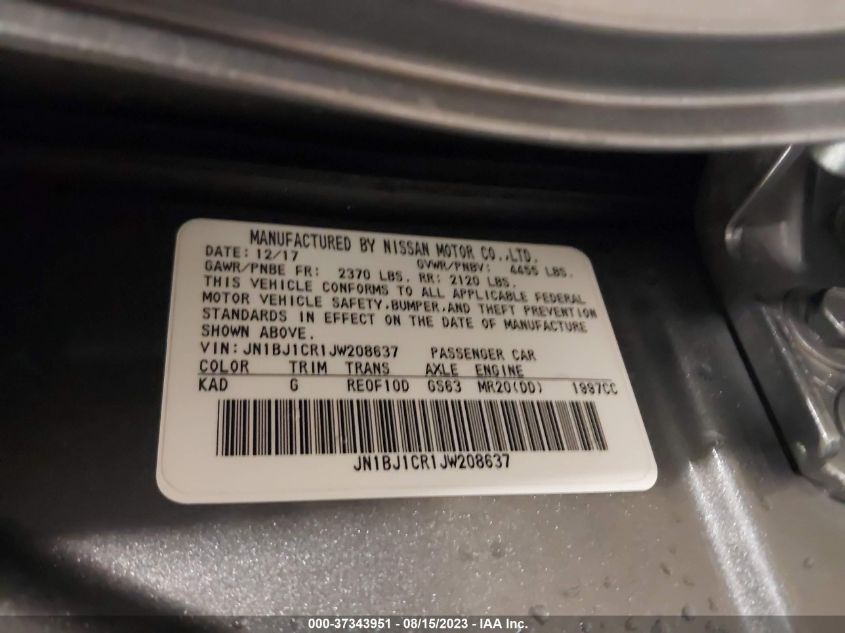 MANUFACTURED BY NISSAN MOTOR CO.,LTD.
DATE: 12/17 GVWR/PNBV: 4455 LBS.
GAWR/PNBE FR: 2370 LBS. RR: 2120 LBS.
THIS VEHICLE CONFORMS TO ALL APPLICABLE FEDERAL
MOTOR VEHICLE SAFETY,BUMPER,AND THEFT PREVENTION
STANDARDS IN EFFECT ON THE DATE OF MANUFACTURE
SHOWN ABOVE.
VIN: JN1BJ1CR1JW208637 PASSENGER CAR
COLOR TRIM TRANS AXLE ENGINE
KAD G RE0F10D GS63 MR20(DD) 1997CC
JN1BJ1CR1JW208637
000-37343951 - 08/15/2023 - IAA Inc.